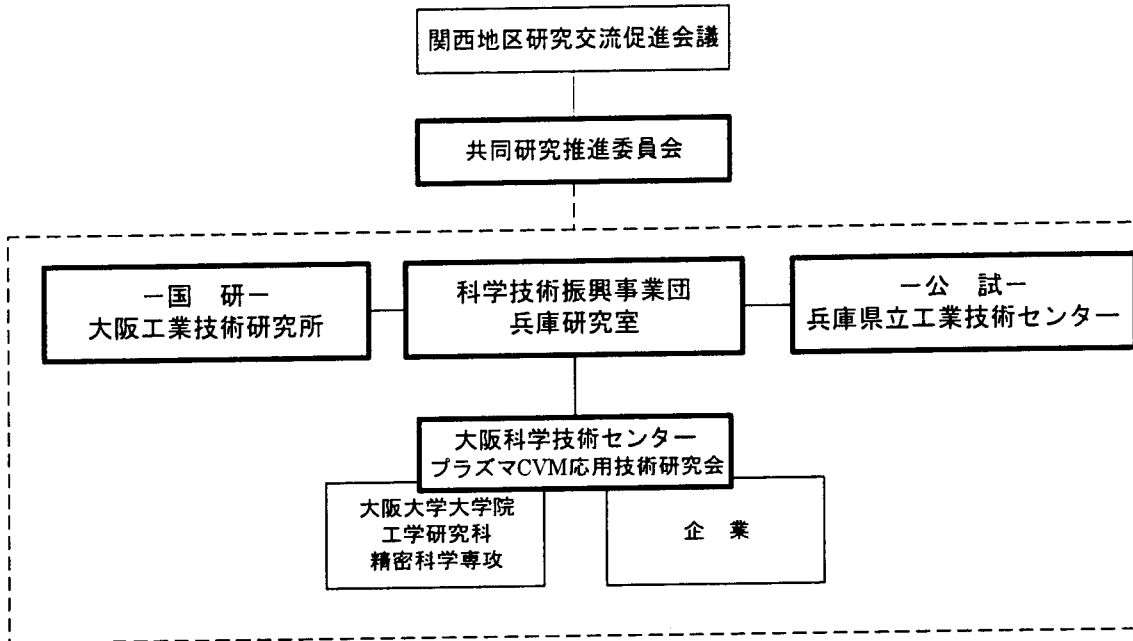 関西地区研究交流促進会議
共同研究推進委員会
－国　研－
大阪工業技術研究所
科学技術振興事業団
兵庫研究室
－公　試－
兵庫県立工業技術センター
大阪科学技術センター
プラズマCVM応用技術研究会
大阪大学大学院
工学研究科
精密科学専攻
企　業